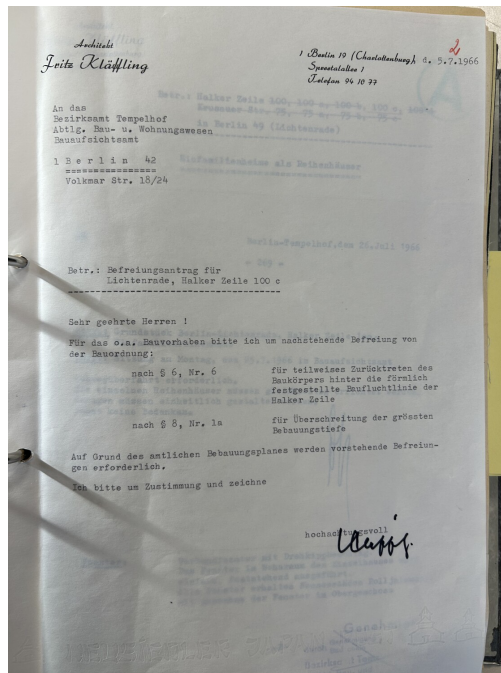 Architekt
Fritz Kläffling
1 Berlin 19 (Charlottenburg), d. 5.7.1966
2
Spreetalallee 1
Telefon 94 10 77
An das
Bezirksamt Tempelhof
Abtlg. Bau- u. Wohnungswesen
Bauaufsichtsamt
1 B e r l i n   42
================
Volkmar Str. 18/24
Betr.: Befreiungsantrag für
Lichtenrade, Halker Zeile 100 c
Sehr geehrte Herren !
Für das o.a. Bauvorhaben bitte ich um nachstehende Befreiung von
der Bauordnung:
nach § 6, Nr. 6 für teilweises Zurücktreten des
Baukörpers hinter die förmlich
festgestellte Baufluchtlinie der
Halker Zeile
nach § 8, Nr. 1a für Überschreitung der grössten
Bebauungstiefe
Auf Grund des amtlichen Bebauungsplanes werden vorstehende Befreiun-
gen erforderlich.
Ich bitte um Zustimmung und zeichne
hochachtungsvoll